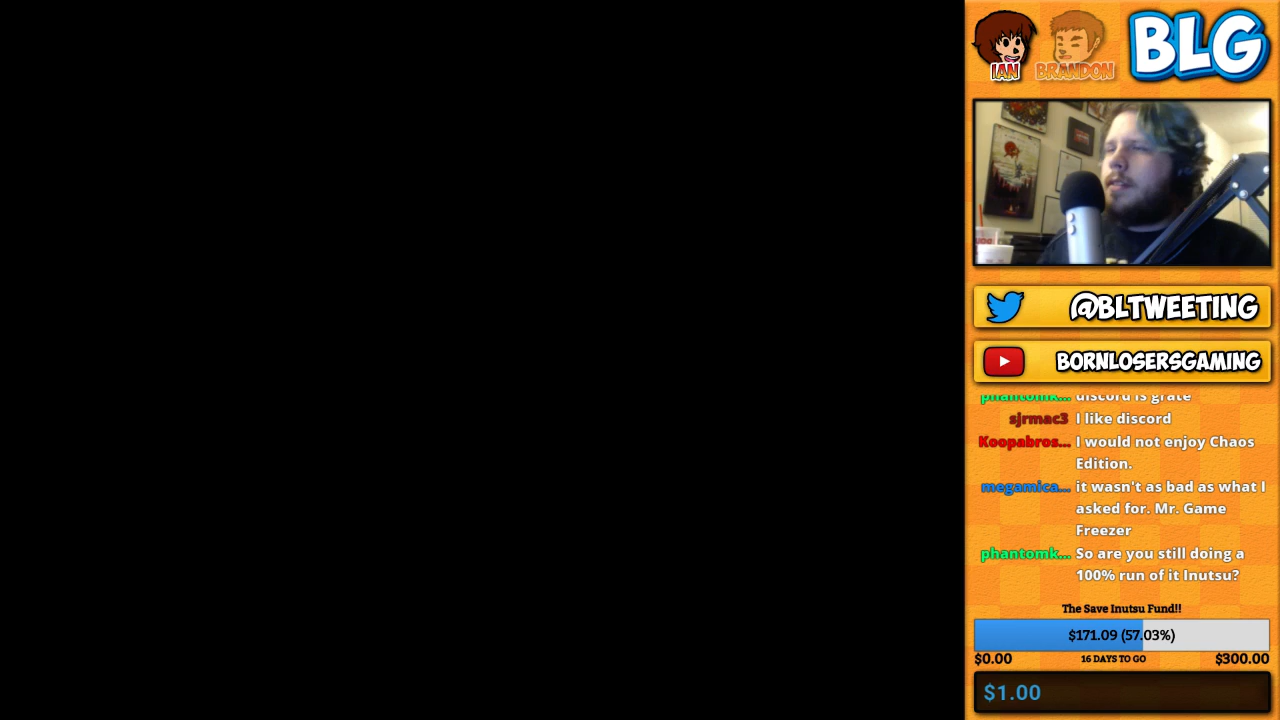 IAN BRANDON BLG
@BLTWEETING
BORNLOSERSGAMING
phantomk... discord is grate
sjrmac3 I like discord
Koopabros... I would not enjoy Chaos
Edition.
megamica... it wasn't as bad as what I
asked for. Mr. Game
Freezer
phantomk... So are you still doing a
100% run of it Inutsu?
The Save Inutsu Fund!!
$171.09 (57.03%)
$0.00 16 DAYS TO GO $300.00
$1.00